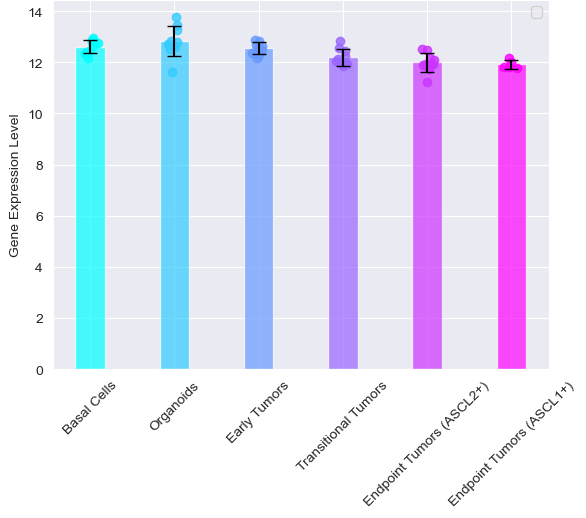 14
12
10
8
6
4
2
0
Gene Expression Level
Basal Cells
Organoids
Early Tumors
Transitional Tumors
Endpoint Tumors (ASCL2+)
Endpoint Tumors (ASCL1+)